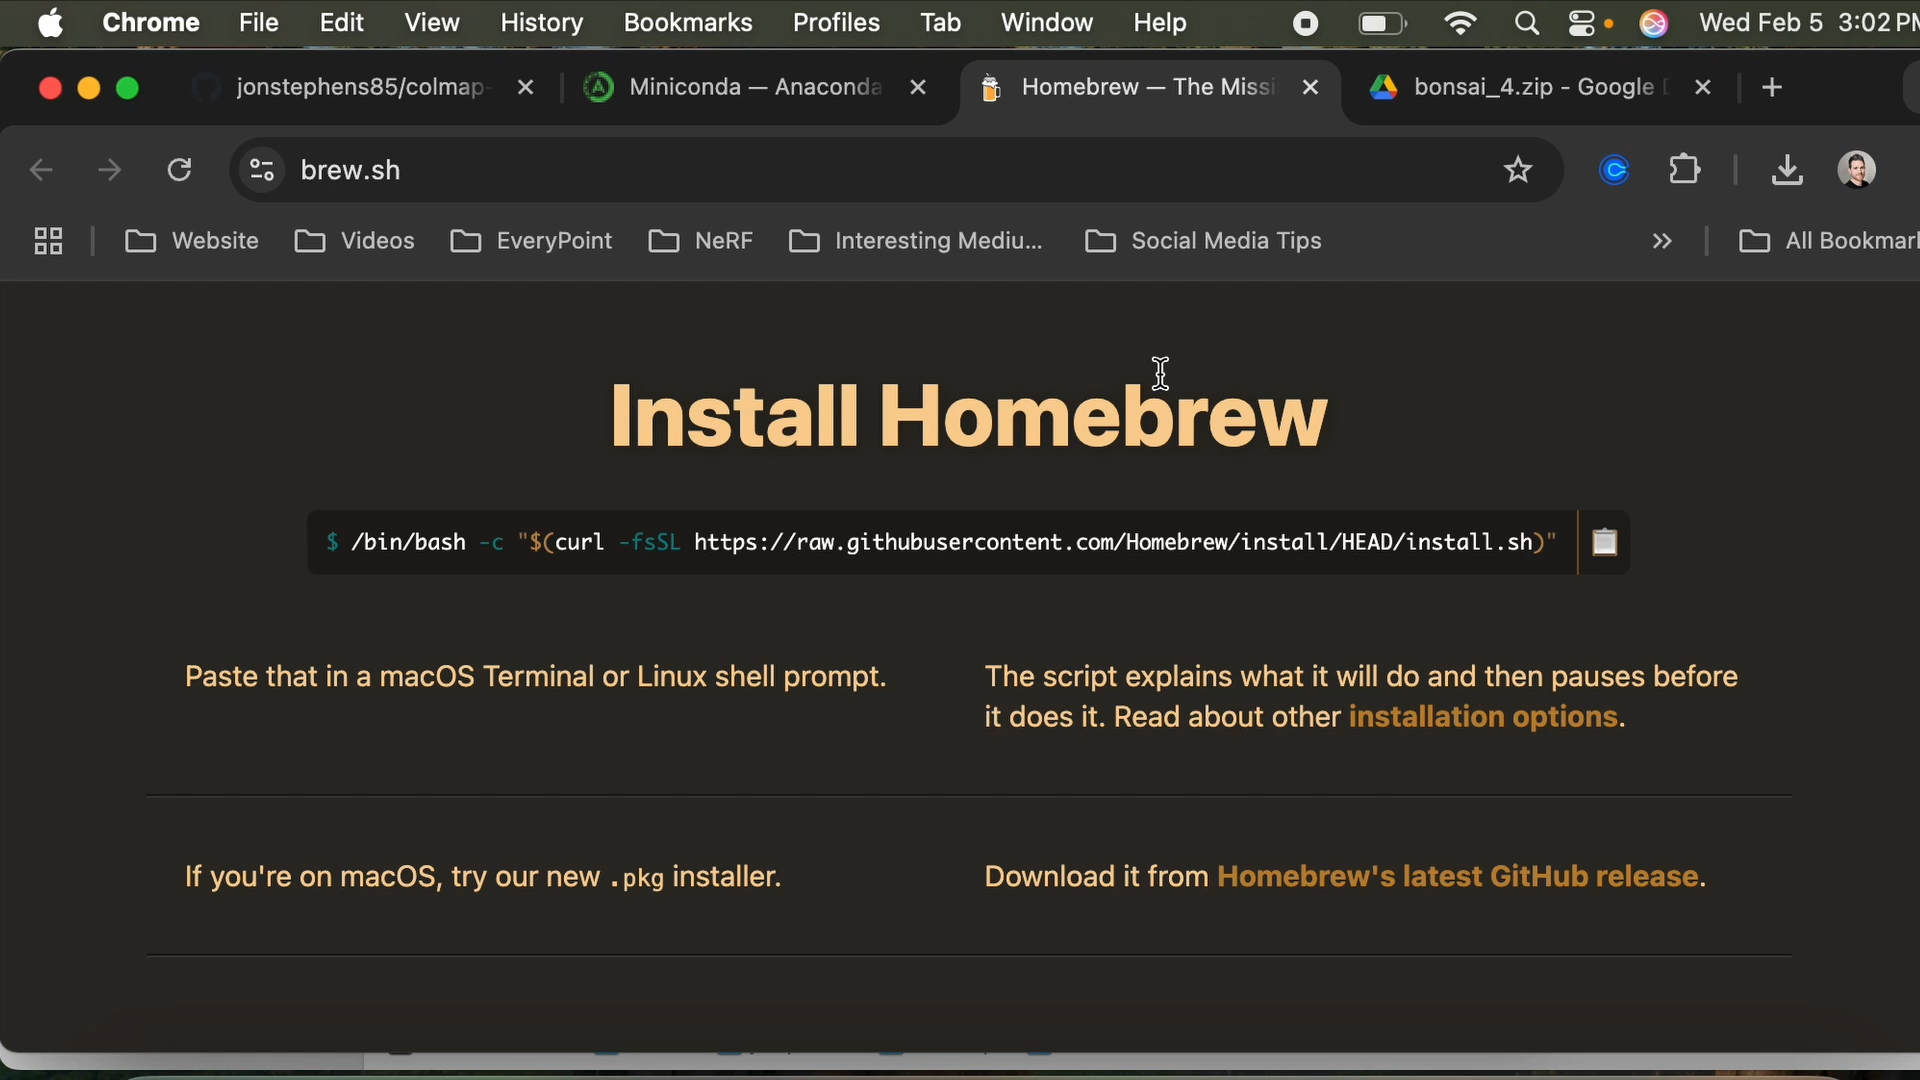 Chrome File Edit View History Bookmarks Profiles Tab Window Help Wed Feb 5 3:02 PM
jonstephens85/colmap- Miniconda — Anaconda Homebrew — The Missi bonsai_4.zip - Google
brew.sh
Website Videos EveryPoint NeRF Interesting Mediu... Social Media Tips » All Bookmark
Install Homebrew
$ /bin/bash -c "$(curl -fsSL https://raw.githubusercontent.com/Homebrew/install/HEAD/install.sh)"
Paste that in a macOS Terminal or Linux shell prompt.
The script explains what it will do and then pauses before
it does it. Read about other installation options.
If you're on macOS, try our new .pkg installer.
Download it from Homebrew's latest GitHub release.